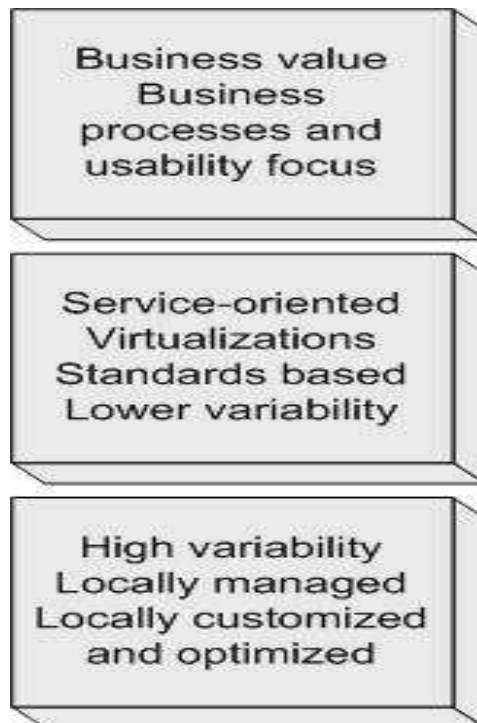 Business value
Business
processes and
usability focus
Service-oriented
Virtualizations
Standards based
Lower variability
High variability
Locally managed
Locally customized
and optimized